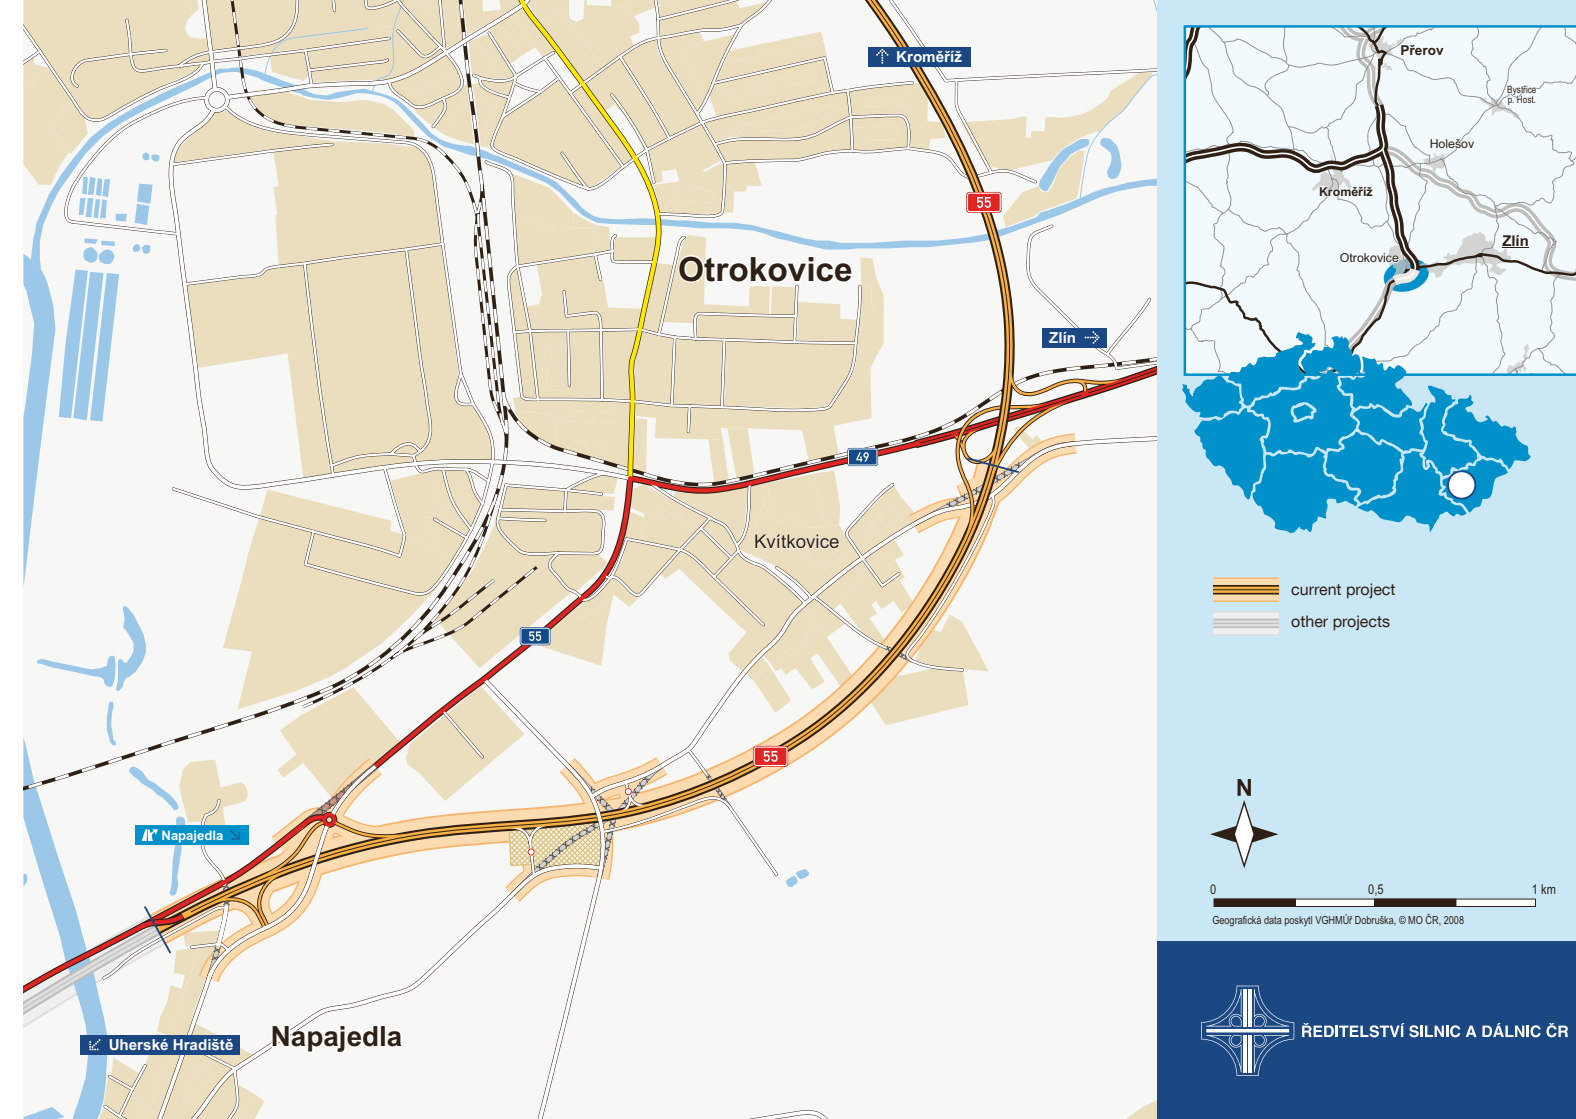 Kroměříž
55
Otrokovice
Zlín
49
Kvítkovice
55
55
Napajedla
Uherské Hradiště
Napajedla
Přerov
Bystřice
p. Host.
Holešov
Kroměříž
Zlín
Otrokovice
current project
other projects
N
0 0,5 1 km
Geografická data poskytl VGHMÚř Dobruška, © MO ČR, 2008
ŘEDITELSTVÍ SILNIC A DÁLNIC ČR